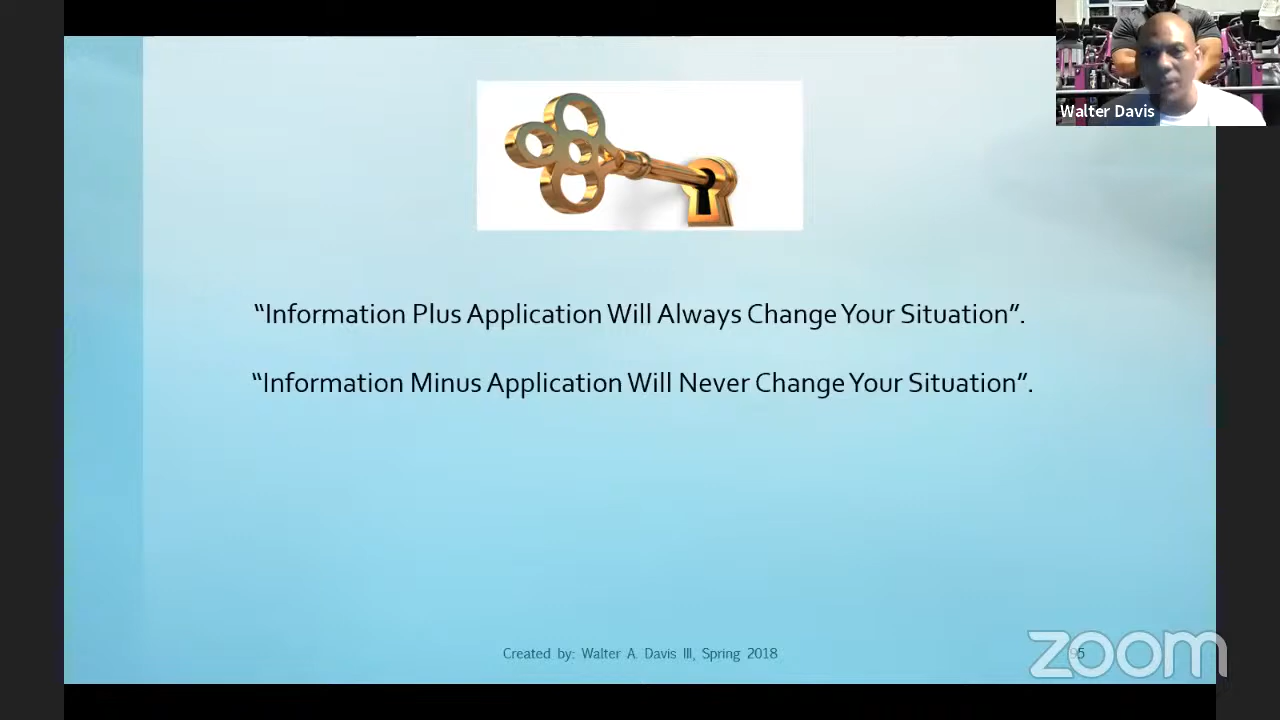 Walter Davis
“Information Plus Application Will Always Change Your Situation”.
“Information Minus Application Will Never Change Your Situation”.
Created by: Walter A. Davis III, Spring 2018
95
zoom